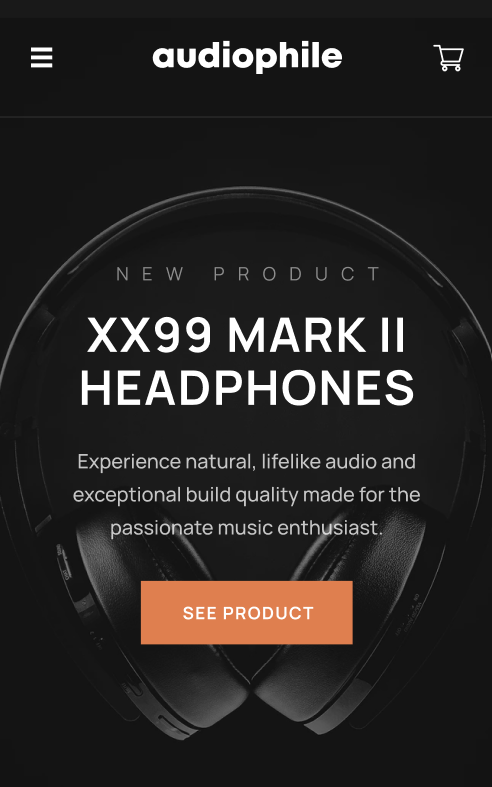 audiophile
NEW PRODUCT
XX99 MARK II
HEADPHONES
Experience natural, lifelike audio and
exceptional build quality made for the
passionate music enthusiast.
SEE PRODUCT